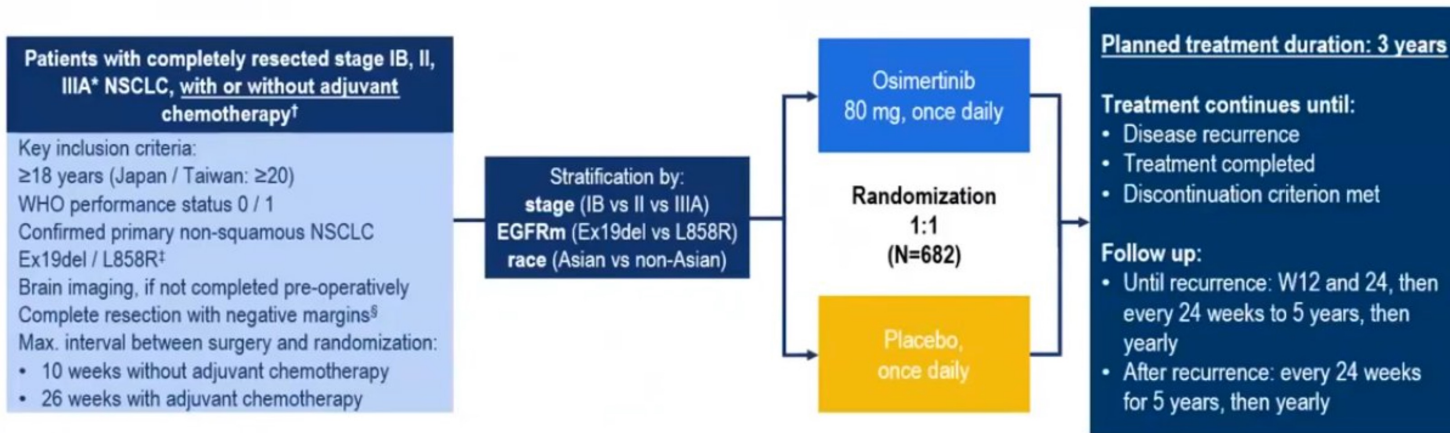 Patients with completely resected stage IB, II,
IIIA* NSCLC, with or without adjuvant
chemotherapy†
Key inclusion criteria:
≥18 years (Japan / Taiwan: ≥20)
WHO performance status 0 / 1
Confirmed primary non-squamous NSCLC
Ex19del / L858R‡
Brain imaging, if not completed pre-operatively
Complete resection with negative margins§
Max. interval between surgery and randomization:
• 10 weeks without adjuvant chemotherapy
• 26 weeks with adjuvant chemotherapy
Stratification by:
stage (IB vs II vs IIIA)
EGFRm (Ex19del vs L858R)
race (Asian vs non-Asian)
Osimertinib
80 mg, once daily
Randomization
1:1
(N=682)
Placebo,
once daily
Planned treatment duration: 3 years
Treatment continues until:
• Disease recurrence
• Treatment completed
• Discontinuation criterion met
Follow up:
• Until recurrence: W12 and 24, then
every 24 weeks to 5 years, then
yearly
• After recurrence: every 24 weeks
for 5 years, then yearly